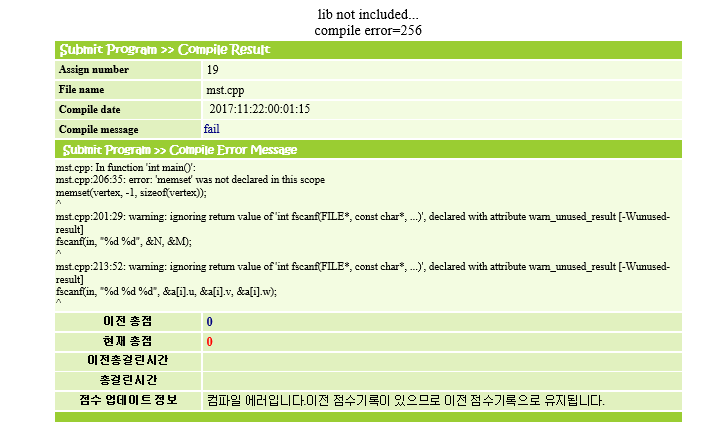 lib not included...
compile error=256
Submit Program >> Compile Result
Assign number 19
File name mst.cpp
Compile date 2017:11:22:00:01:15
Compile message fail
Submit Program >> Compile Error Message
mst.cpp: In function 'int main()':
mst.cpp:206:35: error: 'memset' was not declared in this scope
memset(vertex, -1, sizeof(vertex));
^
mst.cpp:201:29: warning: ignoring return value of 'int fscanf(FILE*, const char*, ...)', declared with attribute warn_unused_result [-Wunused-
result]
fscanf(in, "%d %d", &N, &M);
^
mst.cpp:213:52: warning: ignoring return value of 'int fscanf(FILE*, const char*, ...)', declared with attribute warn_unused_result [-Wunused-
result]
fscanf(in, "%d %d %d", &a[i].u, &a[i].v, &a[i].w);
^
이전 총점 0
현재 총점 0
이전총걸린시간
총걸린시간
점수 업데이트 정보 컴파일 에러입니다.이전 점수기록이 있으므로 이전 점수기록으로 유지됩니다.